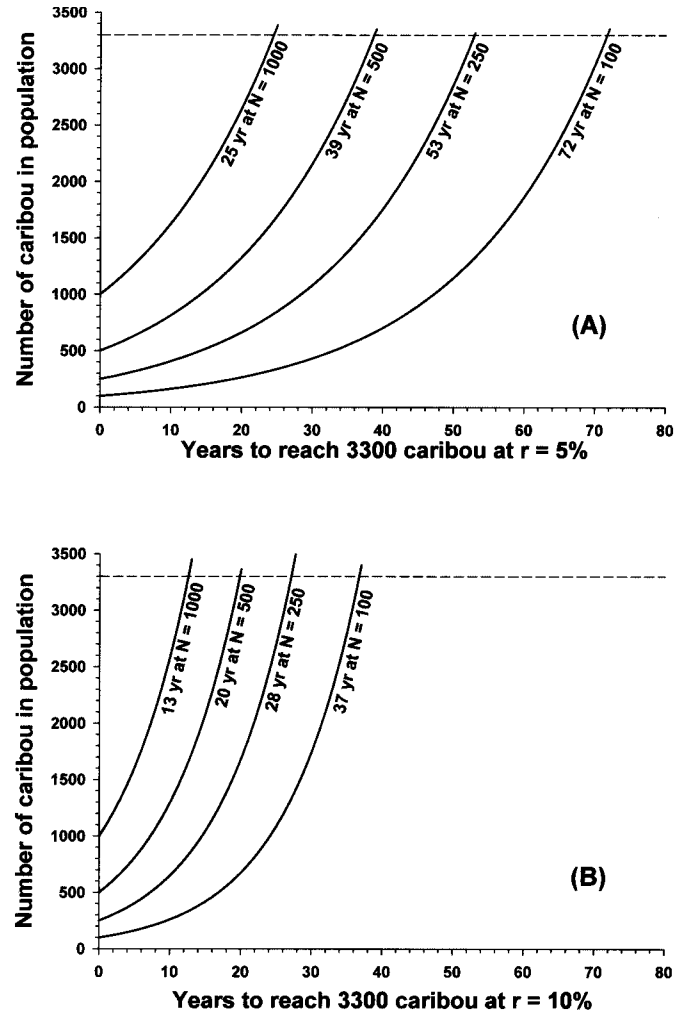 Number of caribou in population
3500
3000
2500
2000
1500
1000
500
0
25 yr at N = 1000
39 yr at N = 500
53 yr at N = 250
72 yr at N = 100
(A)
0 10 20 30 40 50 60 70 80
Years to reach 3300 caribou at r = 5%
Number of caribou in population
3500
3000
2500
2000
1500
1000
500
0
13 yr at N = 1000
20 yr at N = 500
28 yr at N = 250
37 yr at N = 100
(B)
0 10 20 30 40 50 60 70 80
Years to reach 3300 caribou at r = 10%